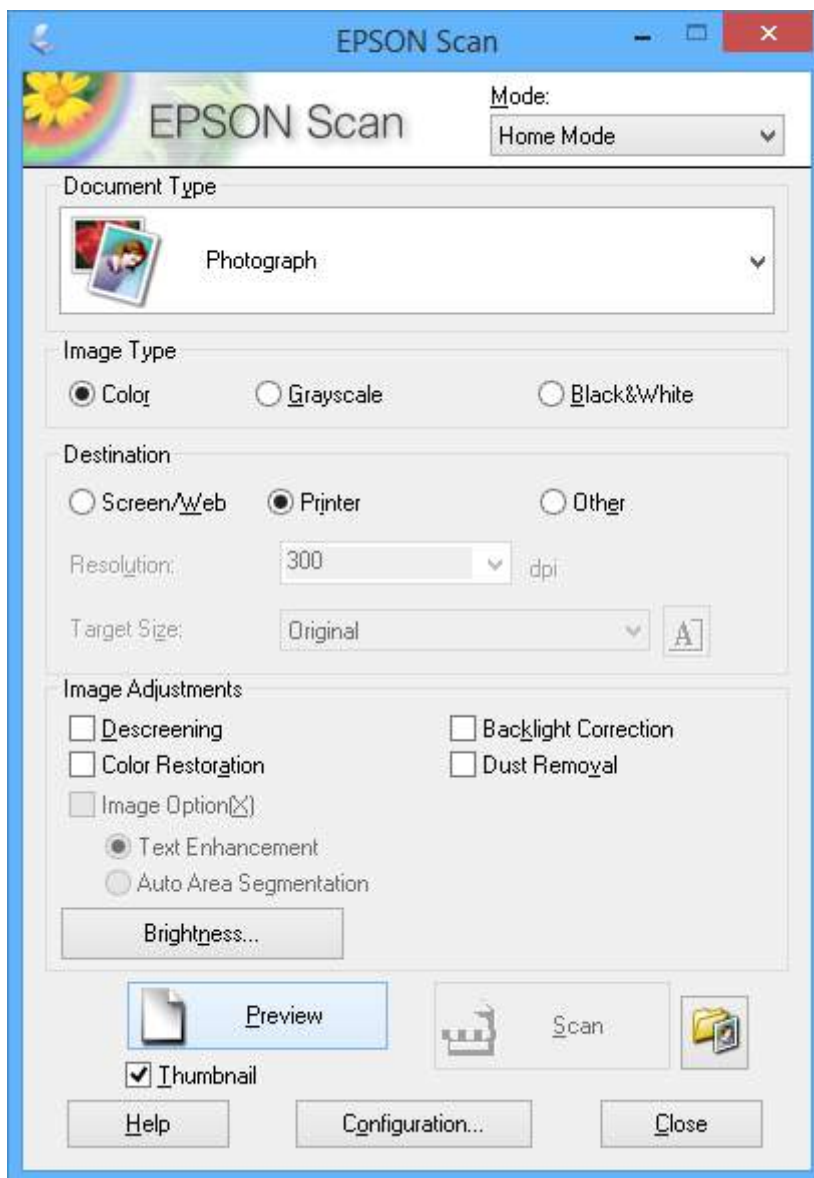 EPSON Scan
EPSON Scan
Mode:
Home Mode
Document Type
Photograph
Image Type
Color Grayscale Black&White
Destination
Screen/Web Printer Other
Resolution: 300 dpi
Target Size: Original A
Image Adjustments
Descreening Backlight Correction
Color Restoration Dust Removal
Image Option(X)
Text Enhancement
Auto Area Segmentation
Brightness...
Preview Scan
Thumbnail
Help Configuration... Close